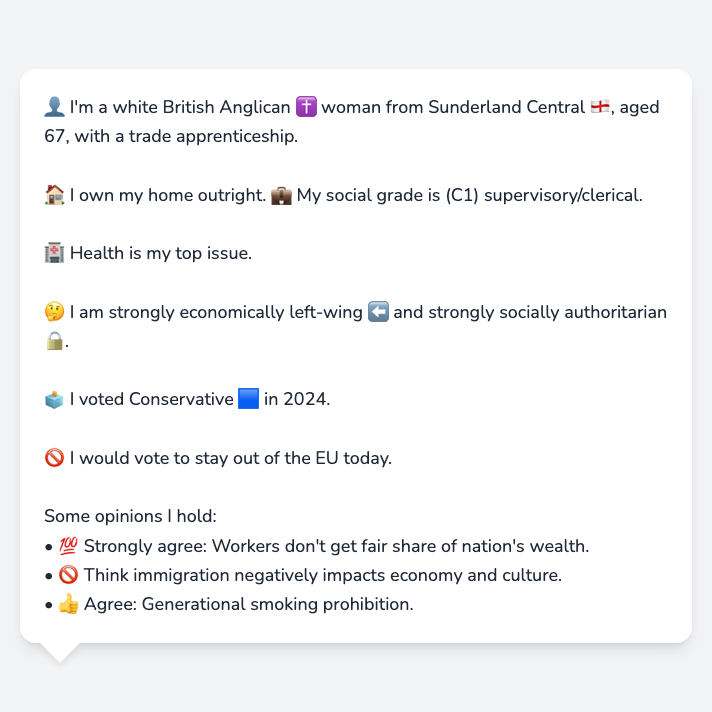 👤 I'm a white British Anglican ✝️ woman from Sunderland Central 🏴󠁧󠁢󠁥󠁮󠁧󠁿, aged
67, with a trade apprenticeship.
🏠 I own my home outright. 💼 My social grade is (C1) supervisory/clerical.
🏥 Health is my top issue.
🤔 I am strongly economically left-wing ⬅️ and strongly socially authoritarian
🔒.
🗳️ I voted Conservative 🟦 in 2024.
🚫 I would vote to stay out of the EU today.
Some opinions I hold:
• 💯 Strongly agree: Workers don't get fair share of nation's wealth.
• 🚫 Think immigration negatively impacts economy and culture.
• 👍 Agree: Generational smoking prohibition.